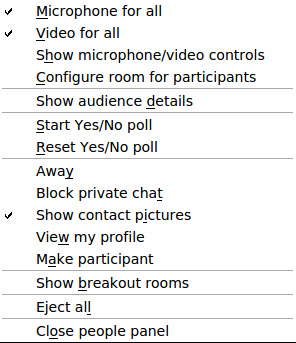 Microphone for all
Video for all
Show microphone/video controls
Configure room for participants
Show audience details
Start Yes/No poll
Reset Yes/No poll
Away
Block private chat
Show contact pictures
View my profile
Make participant
Show breakout rooms
Eject all
Close people panel